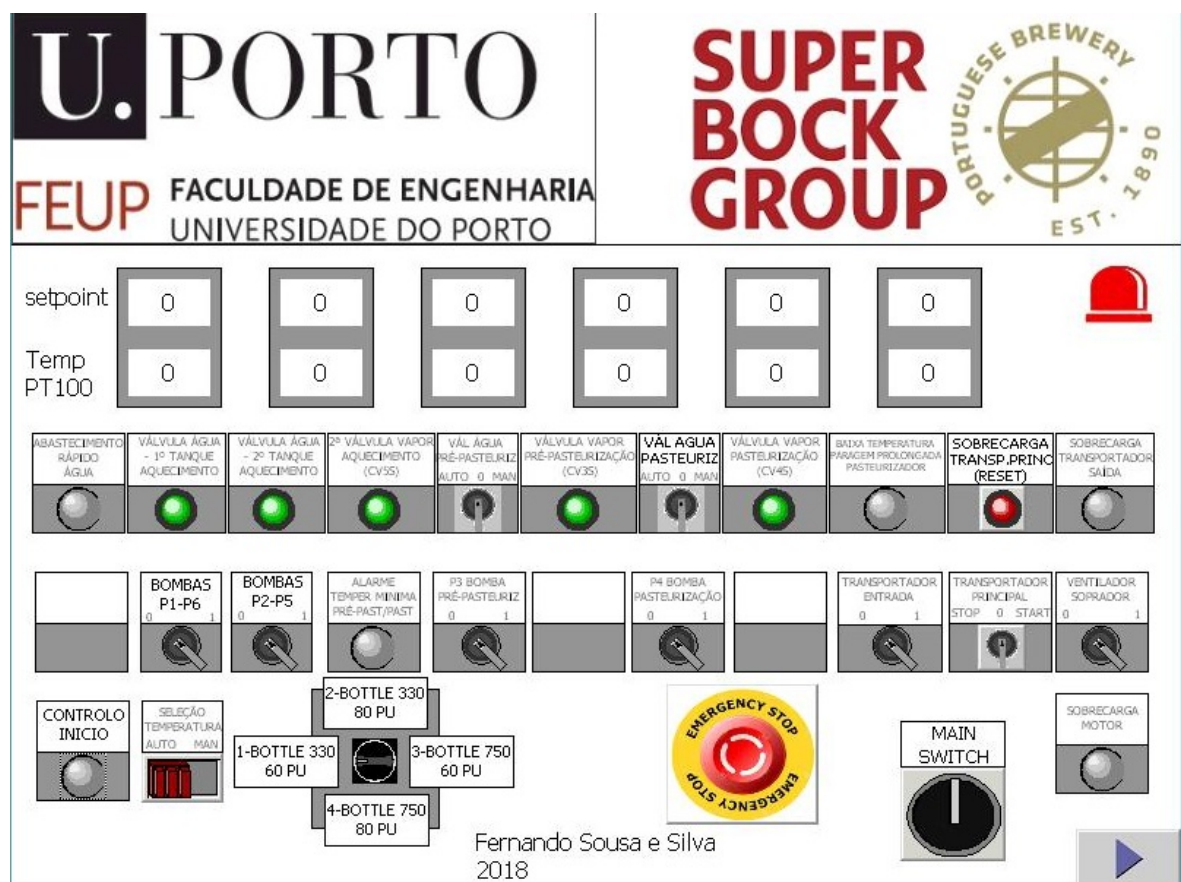 U. PORTO
FEUP FACULDADE DE ENGENHARIA
UNIVERSIDADE DO PORTO
SUPER
BOCK
GROUP
PORTUGUESE BREWERY
EST. 1890
setpoint 0 0 0 0 0 0
Temp
PT100 0 0 0 0 0 0
ABASTECIMENTO
RÁPIDO
ÁGUA
VÁLVULA ÁGUA
- 1º TANQUE
AQUECIMENTO
VÁLVULA ÁGUA
- 2º TANQUE
AQUECIMENTO
2ª VÁLVULA VAPOR
AQUECIMENTO
(CV5S)
VÁL ÁGUA
PRÉ-PASTEURIZ
AUTO 0 MAN
VÁLVULA VAPOR
PRÉ-PASTEURIZAÇÃO
(CV3S)
VÁL AGUA
PASTEURIZ
AUTO 0 MAN
VÁLVULA VAPOR
PASTEURIZAÇÃO
(CV4S)
BAIXA TEMPERATURA
PARAGEM PROLONGADA
PASTEURIZADOR
SOBRECARGA
TRANSP.PRINC
(RESET)
SOBRECARGA
TRANSPORTADOR
SAÍDA
BOMBAS
P1-P6
0 1
BOMBAS
P2-P5
0 1
ALARME
TEMPER MINIMA
PRÉ-PAST/PAST
P3 BOMBA
PRÉ-PASTEURIZ
0 1
P4 BOMBA
PASTEURIZAÇÃO
0 1
TRANSPORTADOR
ENTRADA
0 1
TRANSPORTADOR
PRINCIPAL
STOP 0 START
VENTILADOR
SOPRADOR
0 1
CONTROLO
INICIO
SELEÇÃO
TEMPERATURA
AUTO MAN
2-BOTTLE 330
80 PU
1-BOTTLE 330
60 PU
3-BOTTLE 750
60 PU
4-BOTTLE 750
80 PU
EMERGENCY STOP
EMERGENCY STOP
MAIN
SWITCH
SOBRECARGA
MOTOR
Fernando Sousa e Silva
2018